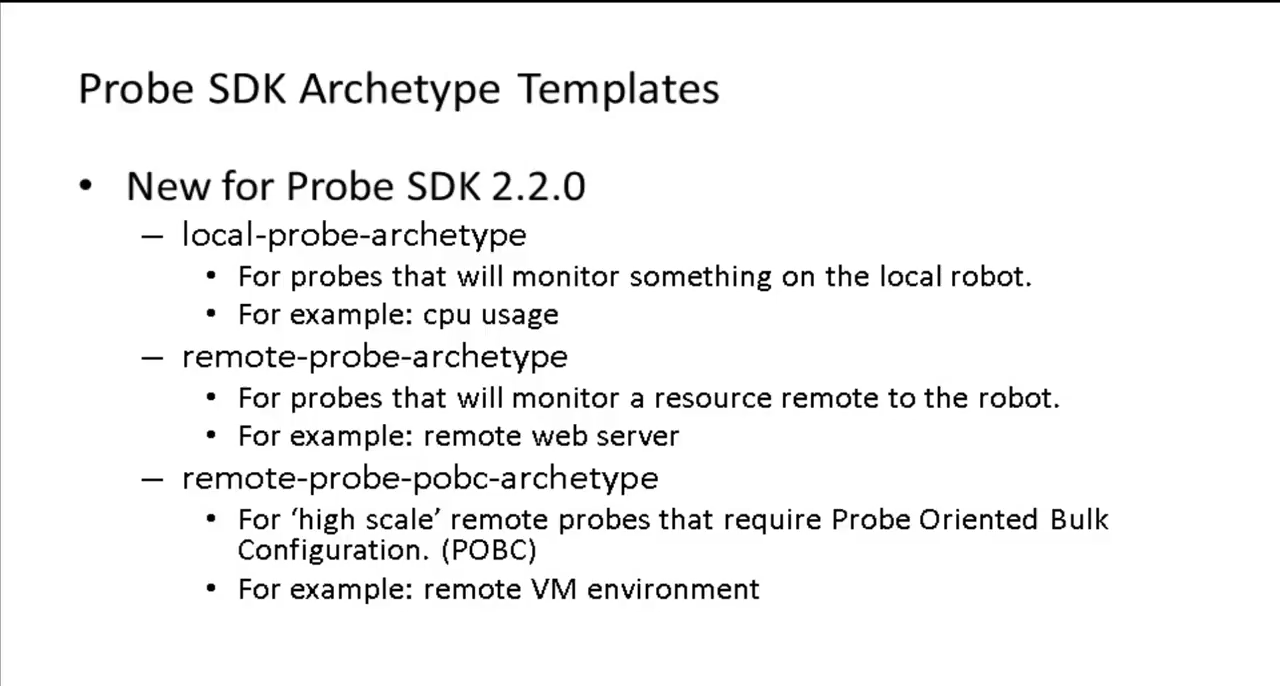 Probe SDK Archetype Templates
• New for Probe SDK 2.2.0
– local-probe-archetype
• For probes that will monitor something on the local robot.
• For example: cpu usage
– remote-probe-archetype
• For probes that will monitor a resource remote to the robot.
• For example: remote web server
– remote-probe-pobc-archetype
• For ‘high scale’ remote probes that require Probe Oriented Bulk
Configuration. (POBC)
• For example: remote VM environment